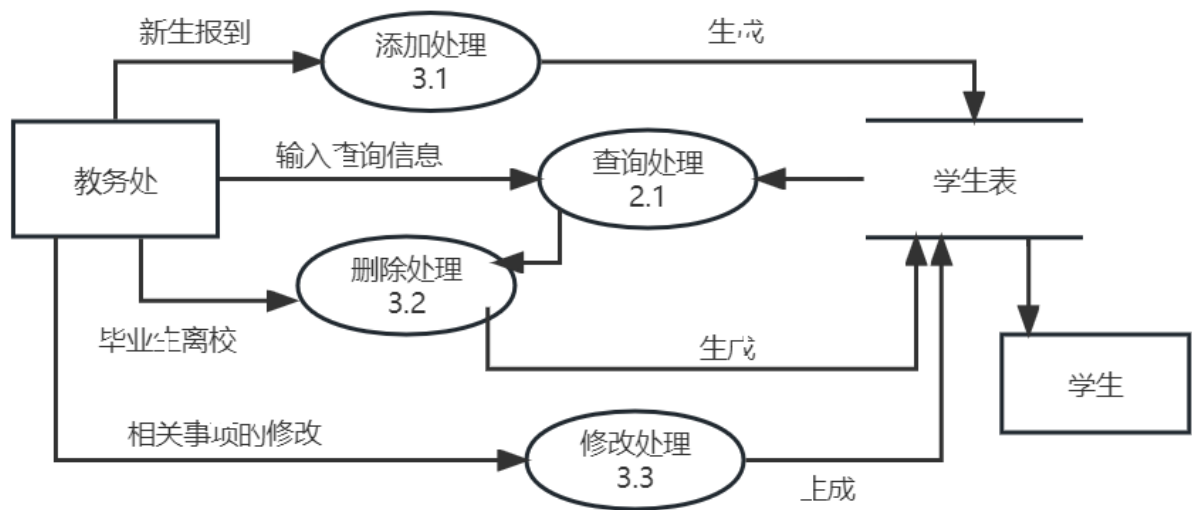 新生报到
添加处理
3.1
生成
教务处
输入查询信息
查询处理
2.1
学生表
删除处理
3.2
毕业生离校
生成
学生
相关事项的修改
修改处理
3.3
生成